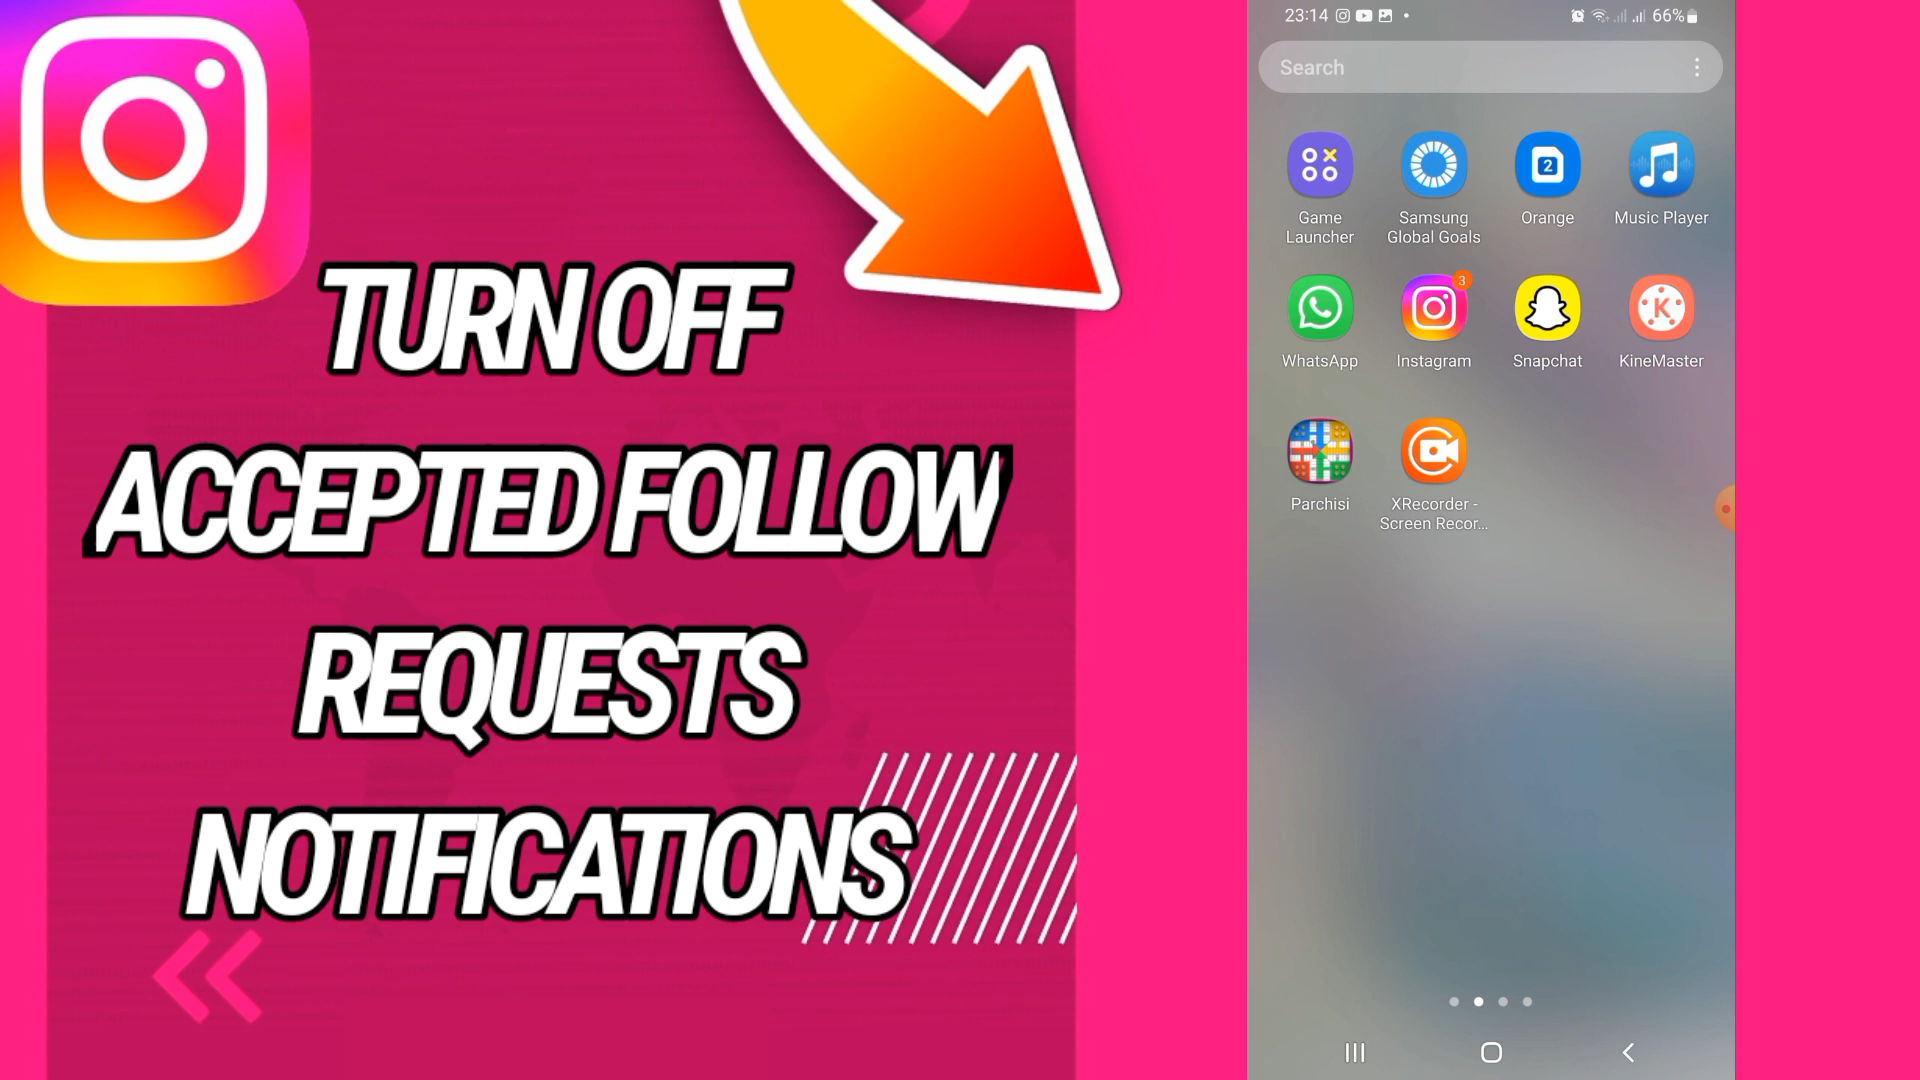 TURN OFF
ACCEPTED FOLLOW
REQUESTS
NOTIFICATIONS
23:14
66%
Search
Game
Launcher
Samsung
Global Goals
2
Orange
Music Player
WhatsApp
3
Instagram
Snapchat
K
KineMaster
Parchisi
XRecorder -
Screen Recor...